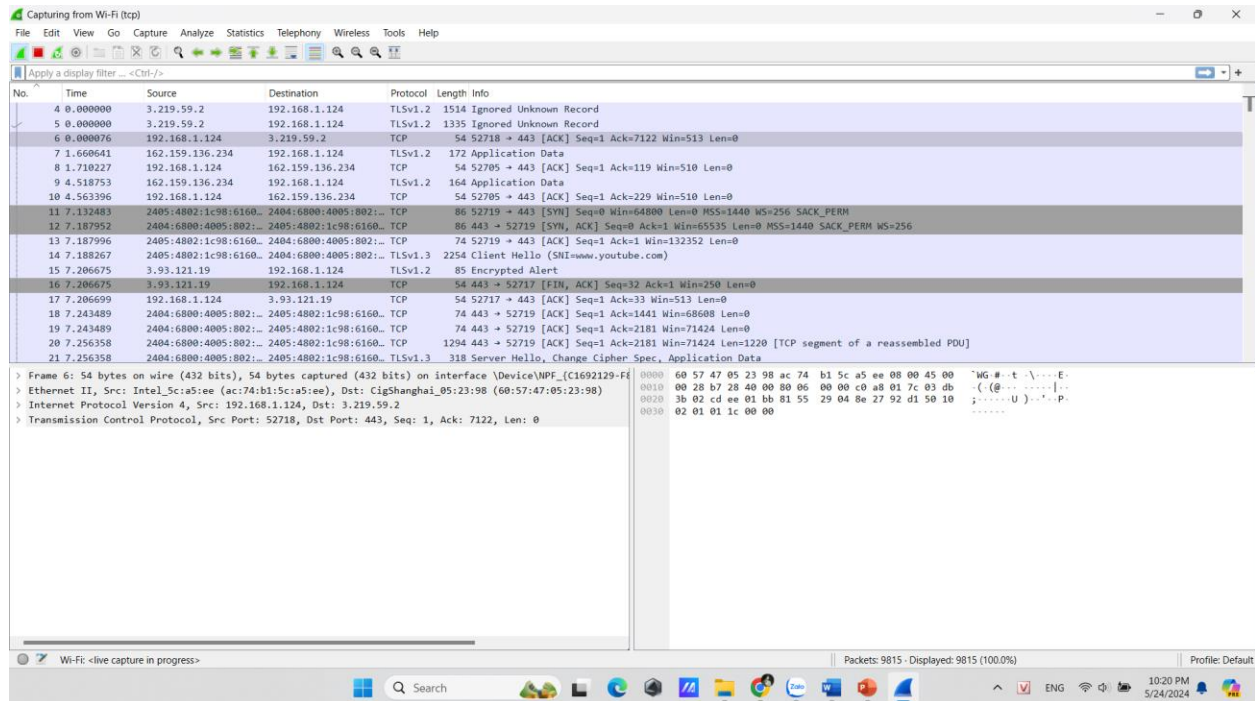 Capturing from Wi-Fi (tcp)
File Edit View Go Capture Analyze Statistics Telephony Wireless Tools Help
Apply a display filter ... <Ctrl-/>
No. Time Source Destination Protocol Length Info
4 0.000000 3.219.59.2 192.168.1.124 TLSv1.2 1514 Ignored Unknown Record
5 0.000000 3.219.59.2 192.168.1.124 TLSv1.2 1335 Ignored Unknown Record
6 0.000076 192.168.1.124 3.219.59.2 TCP 54 52718 → 443 [ACK] Seq=1 Ack=7122 Win=513 Len=0
7 1.660641 162.159.136.234 192.168.1.124 TLSv1.2 172 Application Data
8 1.710227 192.168.1.124 162.159.136.234 TCP 54 52705 → 443 [ACK] Seq=1 Ack=119 Win=510 Len=0
9 4.518753 162.159.136.234 192.168.1.124 TLSv1.2 164 Application Data
10 4.563396 192.168.1.124 162.159.136.234 TCP 54 52705 → 443 [ACK] Seq=1 Ack=229 Win=510 Len=0
11 7.132483 2405:4802:1c98:6160… 2404:6800:4005:802:… TCP 86 52719 → 443 [SYN] Seq=0 Win=64800 Len=0 MSS=1440 WS=256 SACK_PERM
12 7.187952 2404:6800:4005:802:… 2405:4802:1c98:6160… TCP 86 443 → 52719 [SYN, ACK] Seq=0 Ack=1 Win=65535 Len=0 MSS=1440 SACK_PERM WS=256
13 7.187996 2405:4802:1c98:6160… 2404:6800:4005:802:… TCP 74 52719 → 443 [ACK] Seq=1 Ack=1 Win=132352 Len=0
14 7.188267 2405:4802:1c98:6160… 2404:6800:4005:802:… TLSv1.3 2254 Client Hello (SNI=www.youtube.com)
15 7.206675 3.93.121.19 192.168.1.124 TLSv1.2 85 Encrypted Alert
16 7.206675 3.93.121.19 192.168.1.124 TCP 54 443 → 52717 [FIN, ACK] Seq=32 Ack=1 Win=250 Len=0
17 7.206699 192.168.1.124 3.93.121.19 TCP 54 52717 → 443 [ACK] Seq=1 Ack=33 Win=513 Len=0
18 7.243489 2404:6800:4005:802:… 2405:4802:1c98:6160… TCP 74 443 → 52719 [ACK] Seq=1 Ack=1441 Win=68608 Len=0
19 7.243489 2404:6800:4005:802:… 2405:4802:1c98:6160… TCP 74 443 → 52719 [ACK] Seq=1 Ack=2181 Win=71424 Len=0
20 7.256358 2404:6800:4005:802:… 2405:4802:1c98:6160… TCP 1294 443 → 52719 [ACK] Seq=1 Ack=2181 Win=71424 Len=1220 [TCP segment of a reassembled PDU]
21 7.256358 2404:6800:4005:802:… 2405:4802:1c98:6160… TLSv1.3 318 Server Hello, Change Cipher Spec, Application Data
> Frame 6: 54 bytes on wire (432 bits), 54 bytes captured (432 bits) on interface \Device\NPF_{C1692129-F8
> Ethernet II, Src: Intel_5c:a5:ee (ac:74:b1:5c:a5:ee), Dst: CigShanghai_05:23:98 (60:57:47:05:23:98)
> Internet Protocol Version 4, Src: 192.168.1.124, Dst: 3.219.59.2
> Transmission Control Protocol, Src Port: 52718, Dst Port: 443, Seq: 1, Ack: 7122, Len: 0
0000 60 57 47 05 23 98 ac 74 b1 5c a5 ee 08 00 45 00 `WG·#··t ·\····E·
0010 00 28 b7 28 40 00 80 06 00 00 c0 a8 01 7c 03 db ·(·(@··· ·····|··
0020 3b 02 cd ee 01 bb 81 55 29 04 8e 27 92 d1 50 10 ;······U )··'··P·
0030 02 01 01 1c 00 00 ······
Wi-Fi: <live capture in progress>
Packets: 9815 · Displayed: 9815 (100.0%)
Profile: Default
Search
Zalo
ENG
10:20 PM
5/24/2024